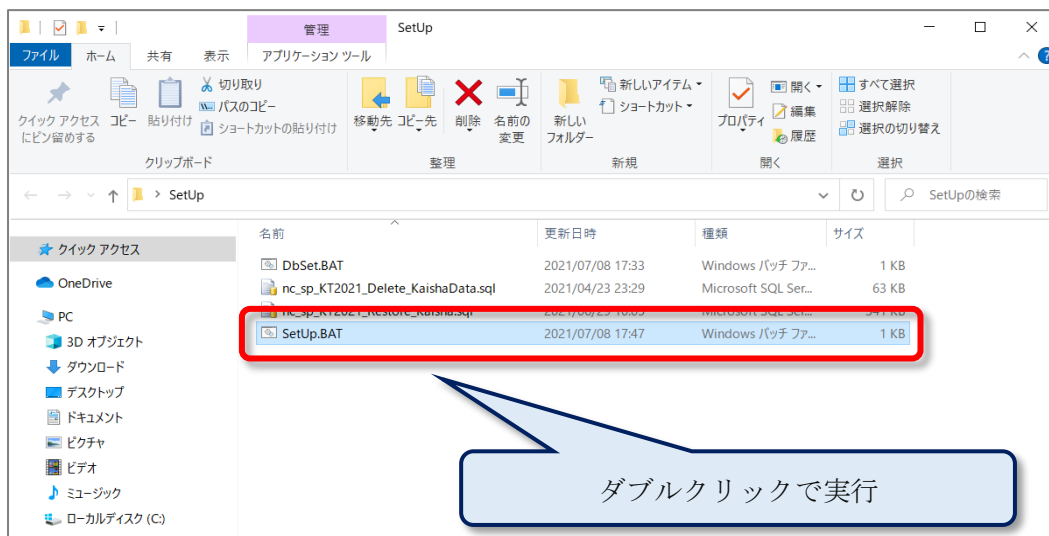 管理 SetUp
ファイル ホーム 共有 表示 アプリケーション ツール
クイック アクセス
にピン留めする
コピー 貼り付け
切り取り
パスのコピー
ショートカットの貼り付け
クリップボード
移動先 コピー先 削除 名前の
変更
整理
新しい
フォルダー
新しいアイテム
ショートカット
新規
プロパティ
開く
編集
履歴
開く
すべて選択
選択解除
選択の切り替え
選択
SetUp SetUpの検索
クイック アクセス
OneDrive
PC
3D オブジェクト
ダウンロード
デスクトップ
ドキュメント
ピクチャ
ビデオ
ミュージック
ローカルディスク (C:)
名前 更新日時 種類 サイズ
DbSet.BAT 2021/07/08 17:33 Windows バッチ ファ... 1 KB
nc_sp_KT2021_Delete_KaishaData.sql 2021/04/23 23:29 Microsoft SQL Ser... 63 KB
nc_sp_KT2021_Restore_Kaisha.sql Microsoft SQL Ser... KB
SetUp.BAT 2021/07/08 17:47 Windows バッチ ファ... 1 KB
ダブルクリックで実行